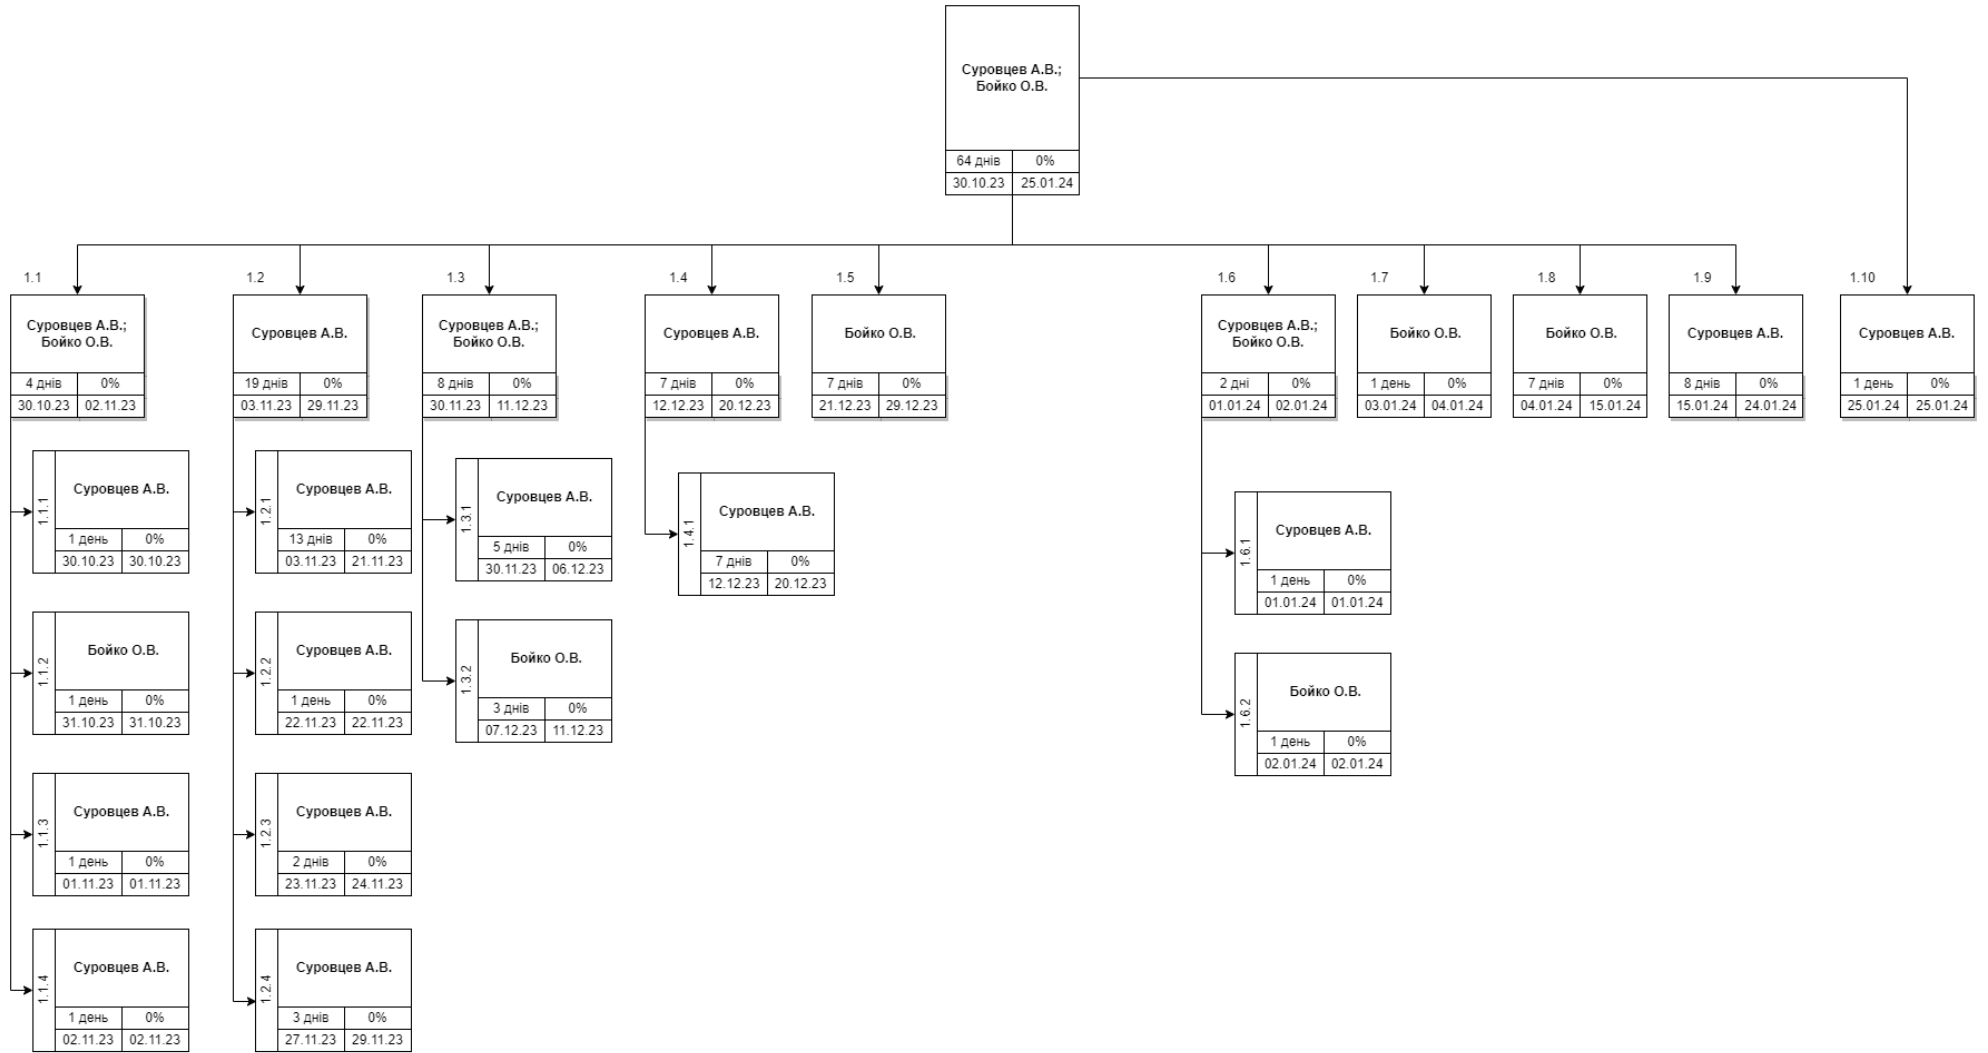 Суровцев А.В.;
Бойко О.В.
64 днів 0%
30.10.23 25.01.24
1.1
Суровцев А.В.;
Бойко О.В.
4 днів 0%
30.10.23 02.11.23
1.2
Суровцев А.В.
19 днів 0%
03.11.23 29.11.23
1.3
Суровцев А.В.;
Бойко О.В.
8 днів 0%
30.11.23 11.12.23
1.4
Суровцев А.В.
7 днів 0%
12.12.23 20.12.23
1.5
Бойко О.В.
7 днів 0%
21.12.23 29.12.23
1.6
Суровцев А.В.;
Бойко О.В.
2 дні 0%
01.01.24 02.01.24
1.7
Бойко О.В.
1 день 0%
03.01.24 04.01.24
1.8
Бойко О.В.
7 днів 0%
04.01.24 15.01.24
1.9
Суровцев А.В.
8 днів 0%
15.01.24 24.01.24
1.10
Суровцев А.В.
1 день 0%
25.01.24 25.01.24
1.1.1
Суровцев А.В.
1 день 0%
30.10.23 30.10.23
1.1.2
Бойко О.В.
1 день 0%
31.10.23 31.10.23
1.1.3
Суровцев А.В.
1 день 0%
01.11.23 01.11.23
1.1.4
Суровцев А.В.
1 день 0%
02.11.23 02.11.23
1.2.1
Суровцев А.В.
13 днів 0%
03.11.23 21.11.23
1.2.2
Суровцев А.В.
1 день 0%
22.11.23 22.11.23
1.2.3
Суровцев А.В.
2 днів 0%
23.11.23 24.11.23
1.2.4
Суровцев А.В.
3 днів 0%
27.11.23 29.11.23
1.3.1
Суровцев А.В.
5 днів 0%
30.11.23 06.12.23
1.3.2
Бойко О.В.
3 днів 0%
07.12.23 11.12.23
1.4.1
Суровцев А.В.
7 днів 0%
12.12.23 20.12.23
1.6.1
Суровцев А.В.
1 день 0%
01.01.24 01.01.24
1.6.2
Бойко О.В.
1 день 0%
02.01.24 02.01.24